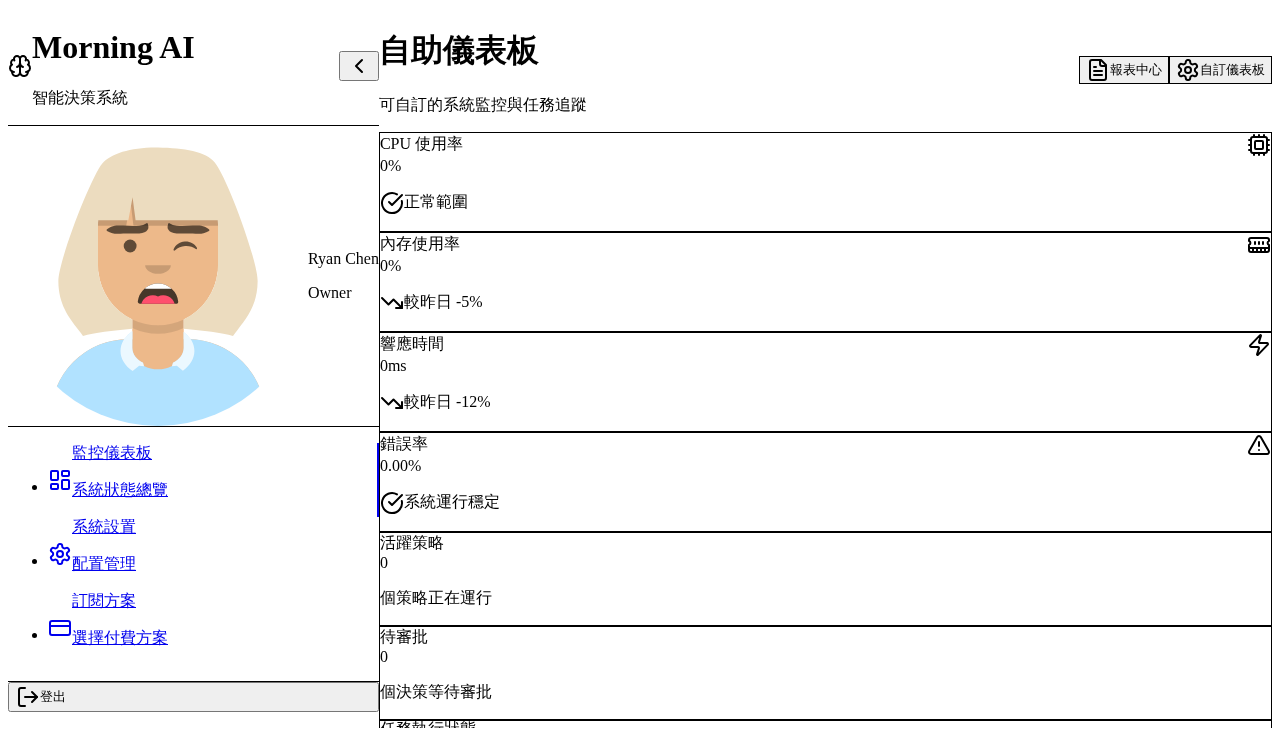 Morning AI
智能決策系統
Ryan Chen
Owner
監控儀表板
系統狀態總覽
系統設置
配置管理
訂閱方案
選擇付費方案
登出
自助儀表板
可自訂的系統監控與任務追蹤
報表中心
自訂儀表板
CPU 使用率
0%
正常範圍
內存使用率
0%
較昨日 -5%
響應時間
0ms
較昨日 -12%
錯誤率
0.00%
系統運行穩定
活躍策略
0
個策略正在運行
待審批
0
個決策等待審批
任務執行狀態